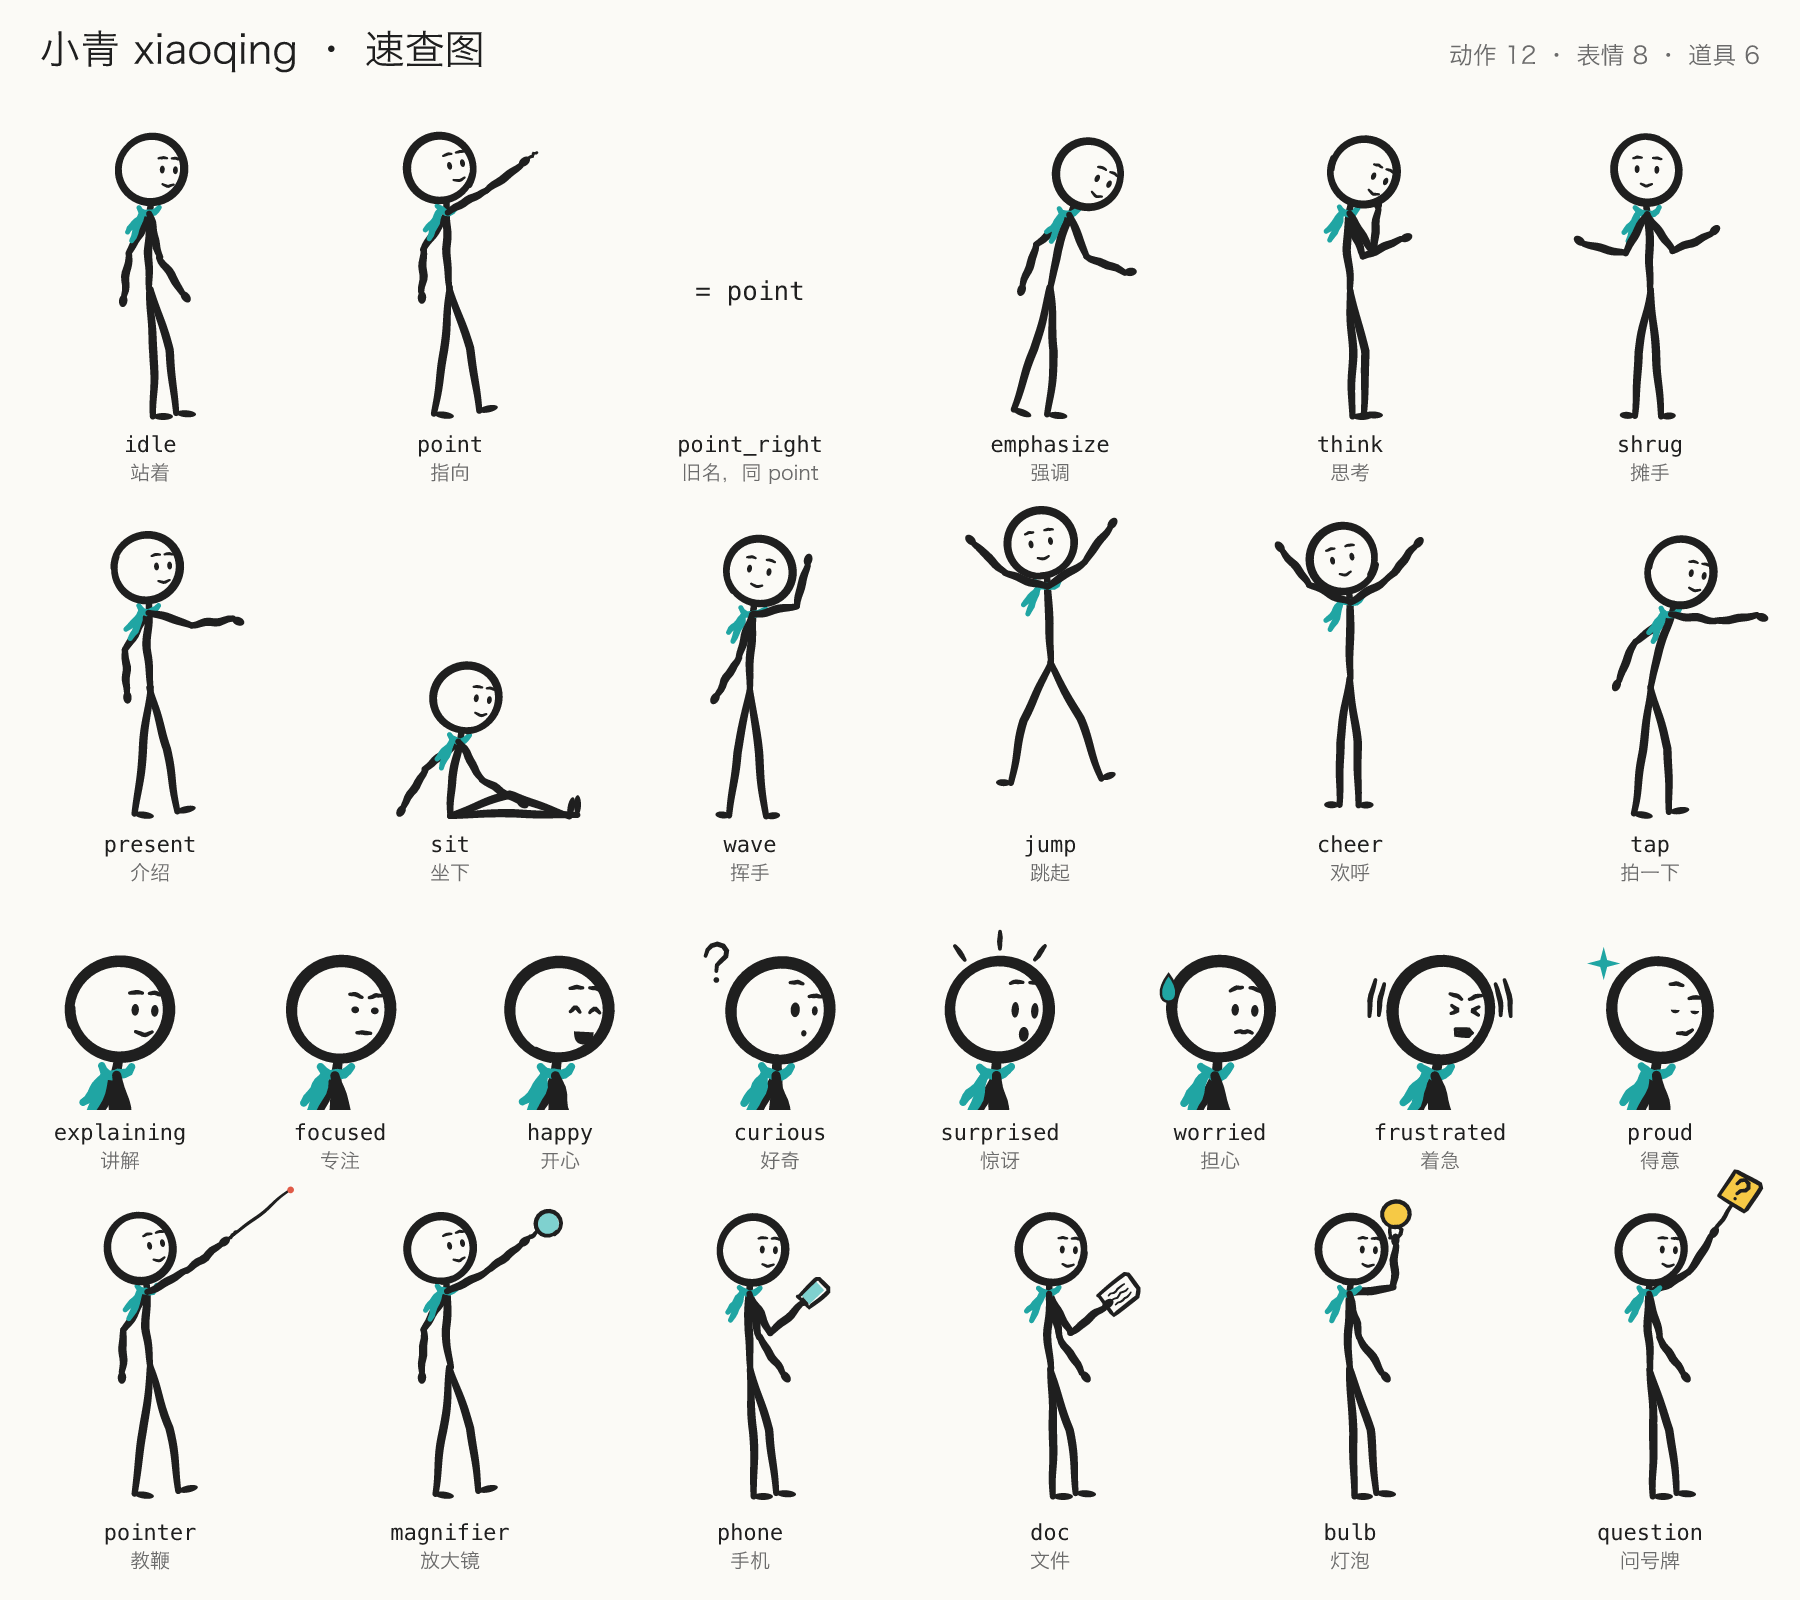 小青 xiaoqing · 速查图
动作 12 · 表情 8 · 道具 6
= point
idle
站着
point
指向
point_right
旧名，同 point
emphasize
强调
think
思考
shrug
摊手
present
介绍
sit
坐下
wave
挥手
jump
跳起
cheer
欢呼
tap
拍一下
?
explaining
讲解
focused
专注
happy
开心
curious
好奇
surprised
惊讶
worried
担心
frustrated
着急
proud
得意
?
pointer
教鞭
magnifier
放大镜
phone
手机
doc
文件
bulb
灯泡
question
问号牌